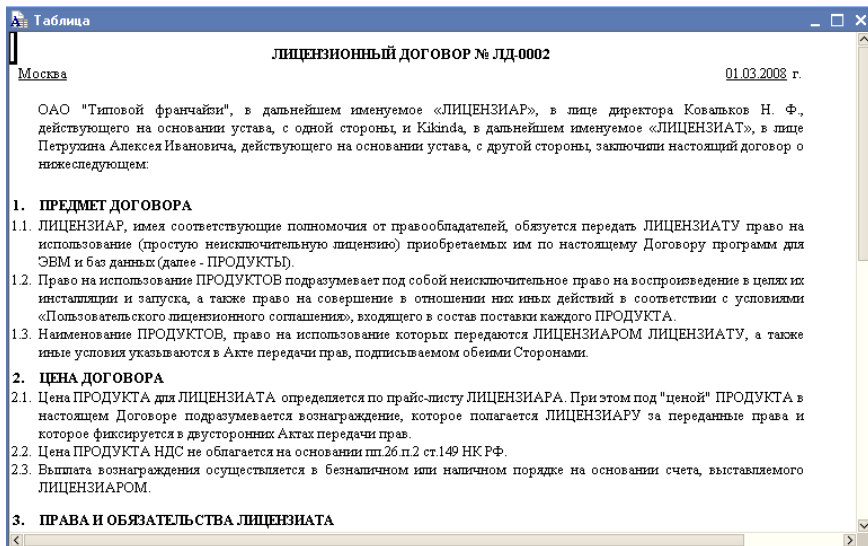 Таблица
ЛИЦЕНЗИОННЫЙ ДОГОВОР № ЛД-0002
Москва 01.03.2008 г.
ОАО "Типовой франчайзи", в дальнейшем именуемое «ЛИЦЕНЗИАР», в лице директора Ковальков Н. Ф.,
действующего на основании устава, с одной стороны, и Kikinda, в дальнейшем именуемое «ЛИЦЕНЗИАТ», в лице
Петрухина Алексея Ивановича, действующего на основании устава, с другой стороны, заключили настоящий договор о
нижеследующем:
1. ПРЕДМЕТ ДОГОВОРА
1.1. ЛИЦЕНЗИАР, имея соответствующие полномочия от правообладателей, обязуется передать ЛИЦЕНЗИАТУ право на
использование (простую неисключительную лицензию) приобретаемых им по настоящему Договору программ для
ЭВМ и баз данных (далее - ПРОДУКТЫ).
1.2. Право на использование ПРОДУКТОВ подразумевает под собой неисключительное право на воспроизведение в целях их
инсталляции и запуска, а также право на совершение в отношении них иных действий в соответствии с условиями
«Пользовательского лицензионного соглашения», входящего в состав поставки каждого ПРОДУКТА.
1.3. Наименование ПРОДУКТОВ, право на использование которых передаются ЛИЦЕНЗИАРОМ ЛИЦЕНЗИАТУ, а также
иные условия указываются в Акте передачи прав, подписываемом обеими Сторонами.
2. ЦЕНА ДОГОВОРА
2.1. Цена ПРОДУКТА для ЛИЦЕНЗИАТА определяется по прайс-листу ЛИЦЕНЗИАРА. При этом под "ценой" ПРОДУКТА в
настоящем Договоре подразумевается вознаграждение, которое полагается ЛИЦЕНЗИАРУ за переданные права и
которое фиксируется в двусторонних Актах передачи прав.
2.2. Цена ПРОДУКТА НДС не облагается на основании пп.26.п.2 ст.149 НК РФ.
2.3. Выплата вознаграждения осуществляется в безналичном или наличном порядке на основании счета, выставляемого
ЛИЦЕНЗИАРОМ.
3. ПРАВА И ОБЯЗАТЕЛЬСТВА ЛИЦЕНЗИАТА